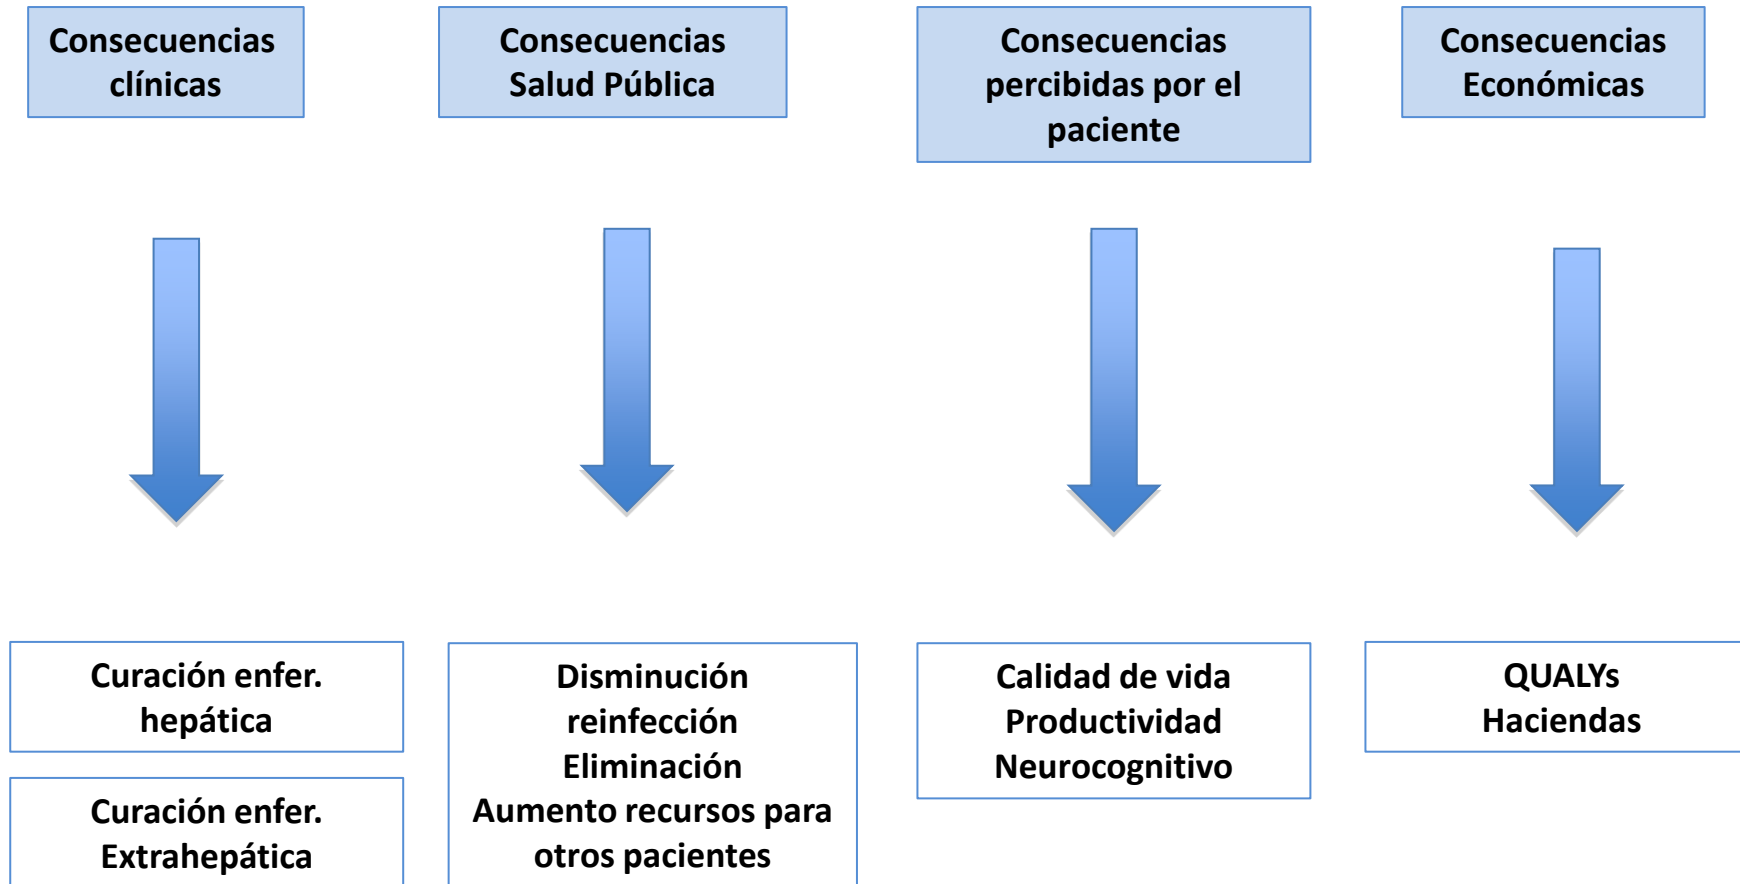 Consecuencias
clínicas
Consecuencias
Salud Pública
Consecuencias
percibidas por el
paciente
Consecuencias
Económicas
Curación enfer.
hepática
Curación enfer.
Extrahepática
Disminución
reinfección
Eliminación
Aumento recursos para
otros pacientes
Calidad de vida
Productividad
Neurocognitivo
QUALYs
Haciendas